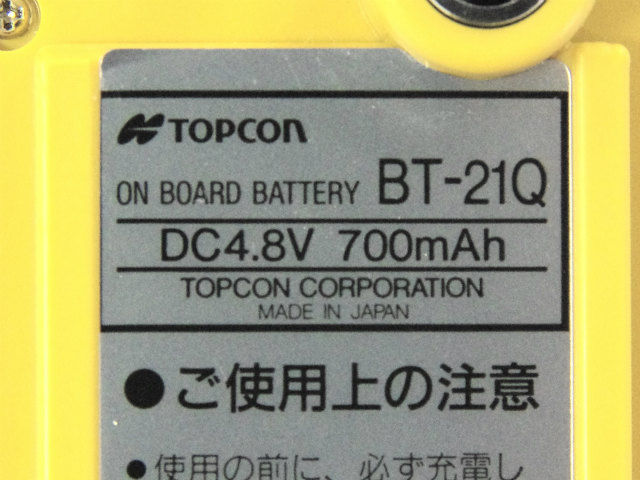 TOPCON
ON BOARD BATTERY BT-21Q
DC4.8V 700mAh
TOPCON CORPORATION
MADE IN JAPAN
●ご使用上の注意
●使用の前に、必ず充電し